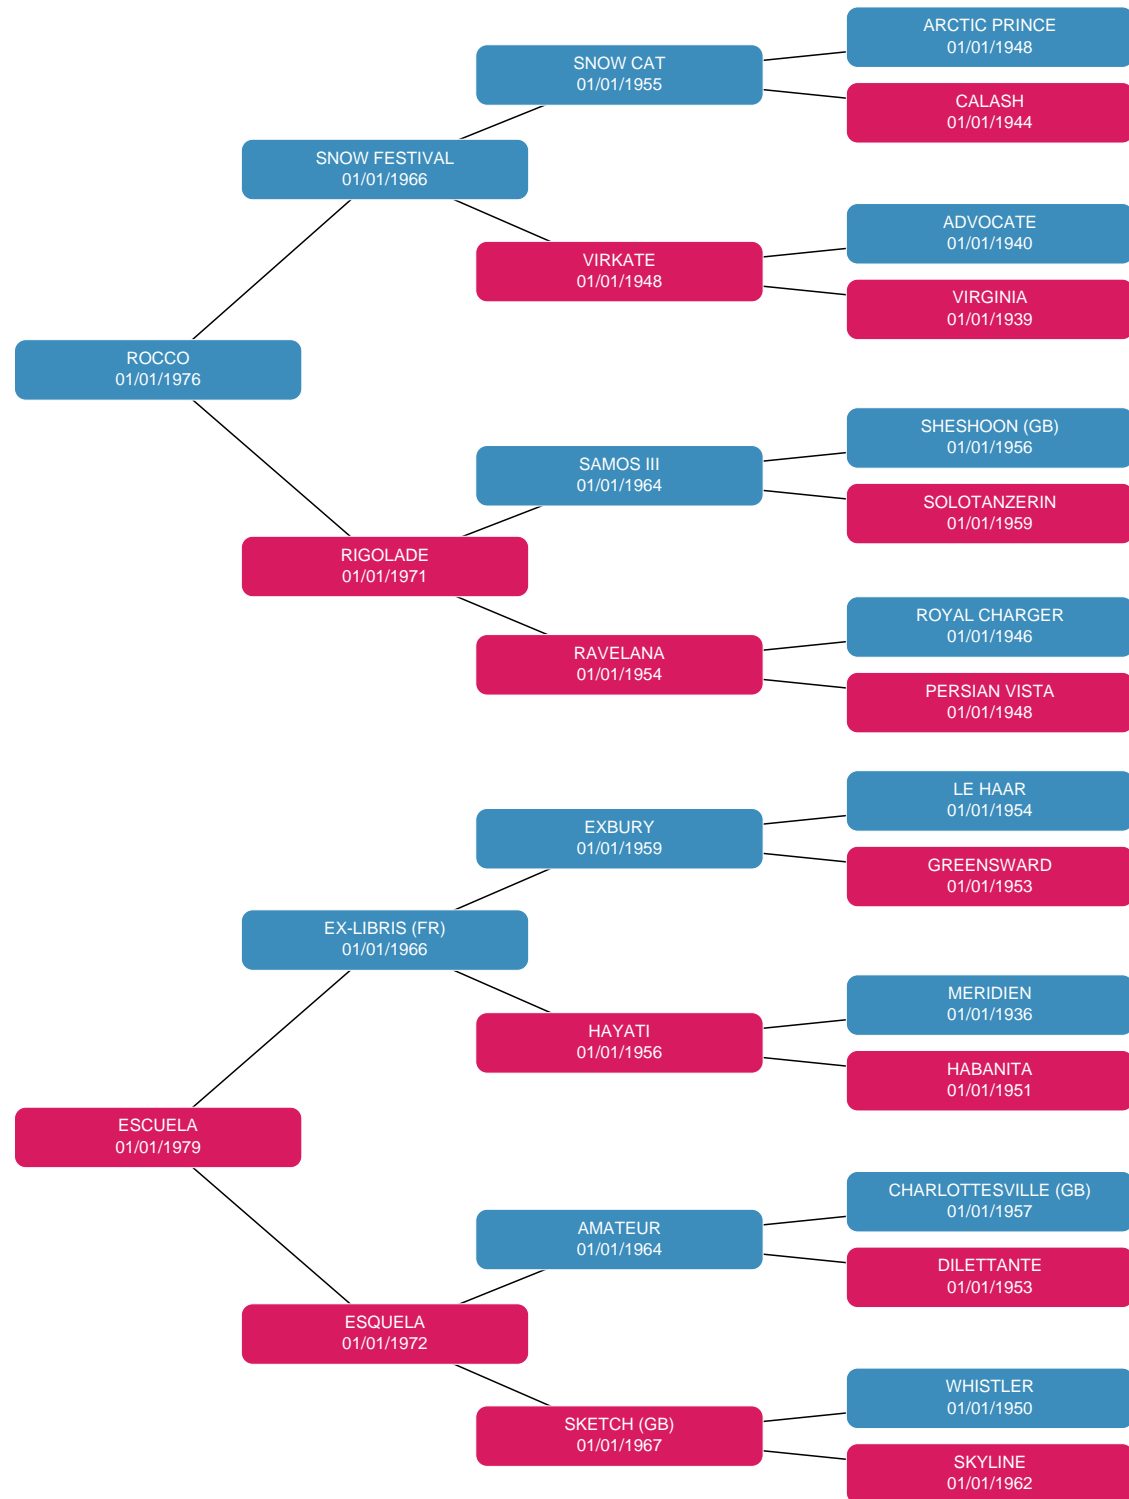 ARCTIC PRINCE
01/01/1948
SNOW CAT
01/01/1955
CALASH
01/01/1944
SNOW FESTIVAL
01/01/1966
ADVOCATE
01/01/1940
VIRKATE
01/01/1948
VIRGINIA
01/01/1939
ROCCO
01/01/1976
SHESHOON (GB)
01/01/1956
SAMOS III
01/01/1964
SOLOTANZERIN
01/01/1959
RIGOLADE
01/01/1971
ROYAL CHARGER
01/01/1946
RAVELANA
01/01/1954
PERSIAN VISTA
01/01/1948
LE HAAR
01/01/1954
EXBURY
01/01/1959
GREENSWARD
01/01/1953
EX-LIBRIS (FR)
01/01/1966
MERIDIEN
01/01/1936
HAYATI
01/01/1956
HABANITA
01/01/1951
ESCUELA
01/01/1979
CHARLOTTESVILLE (GB)
01/01/1957
AMATEUR
01/01/1964
DILETTANTE
01/01/1953
ESQUELA
01/01/1972
WHISTLER
01/01/1950
SKETCH (GB)
01/01/1967
SKYLINE
01/01/1962